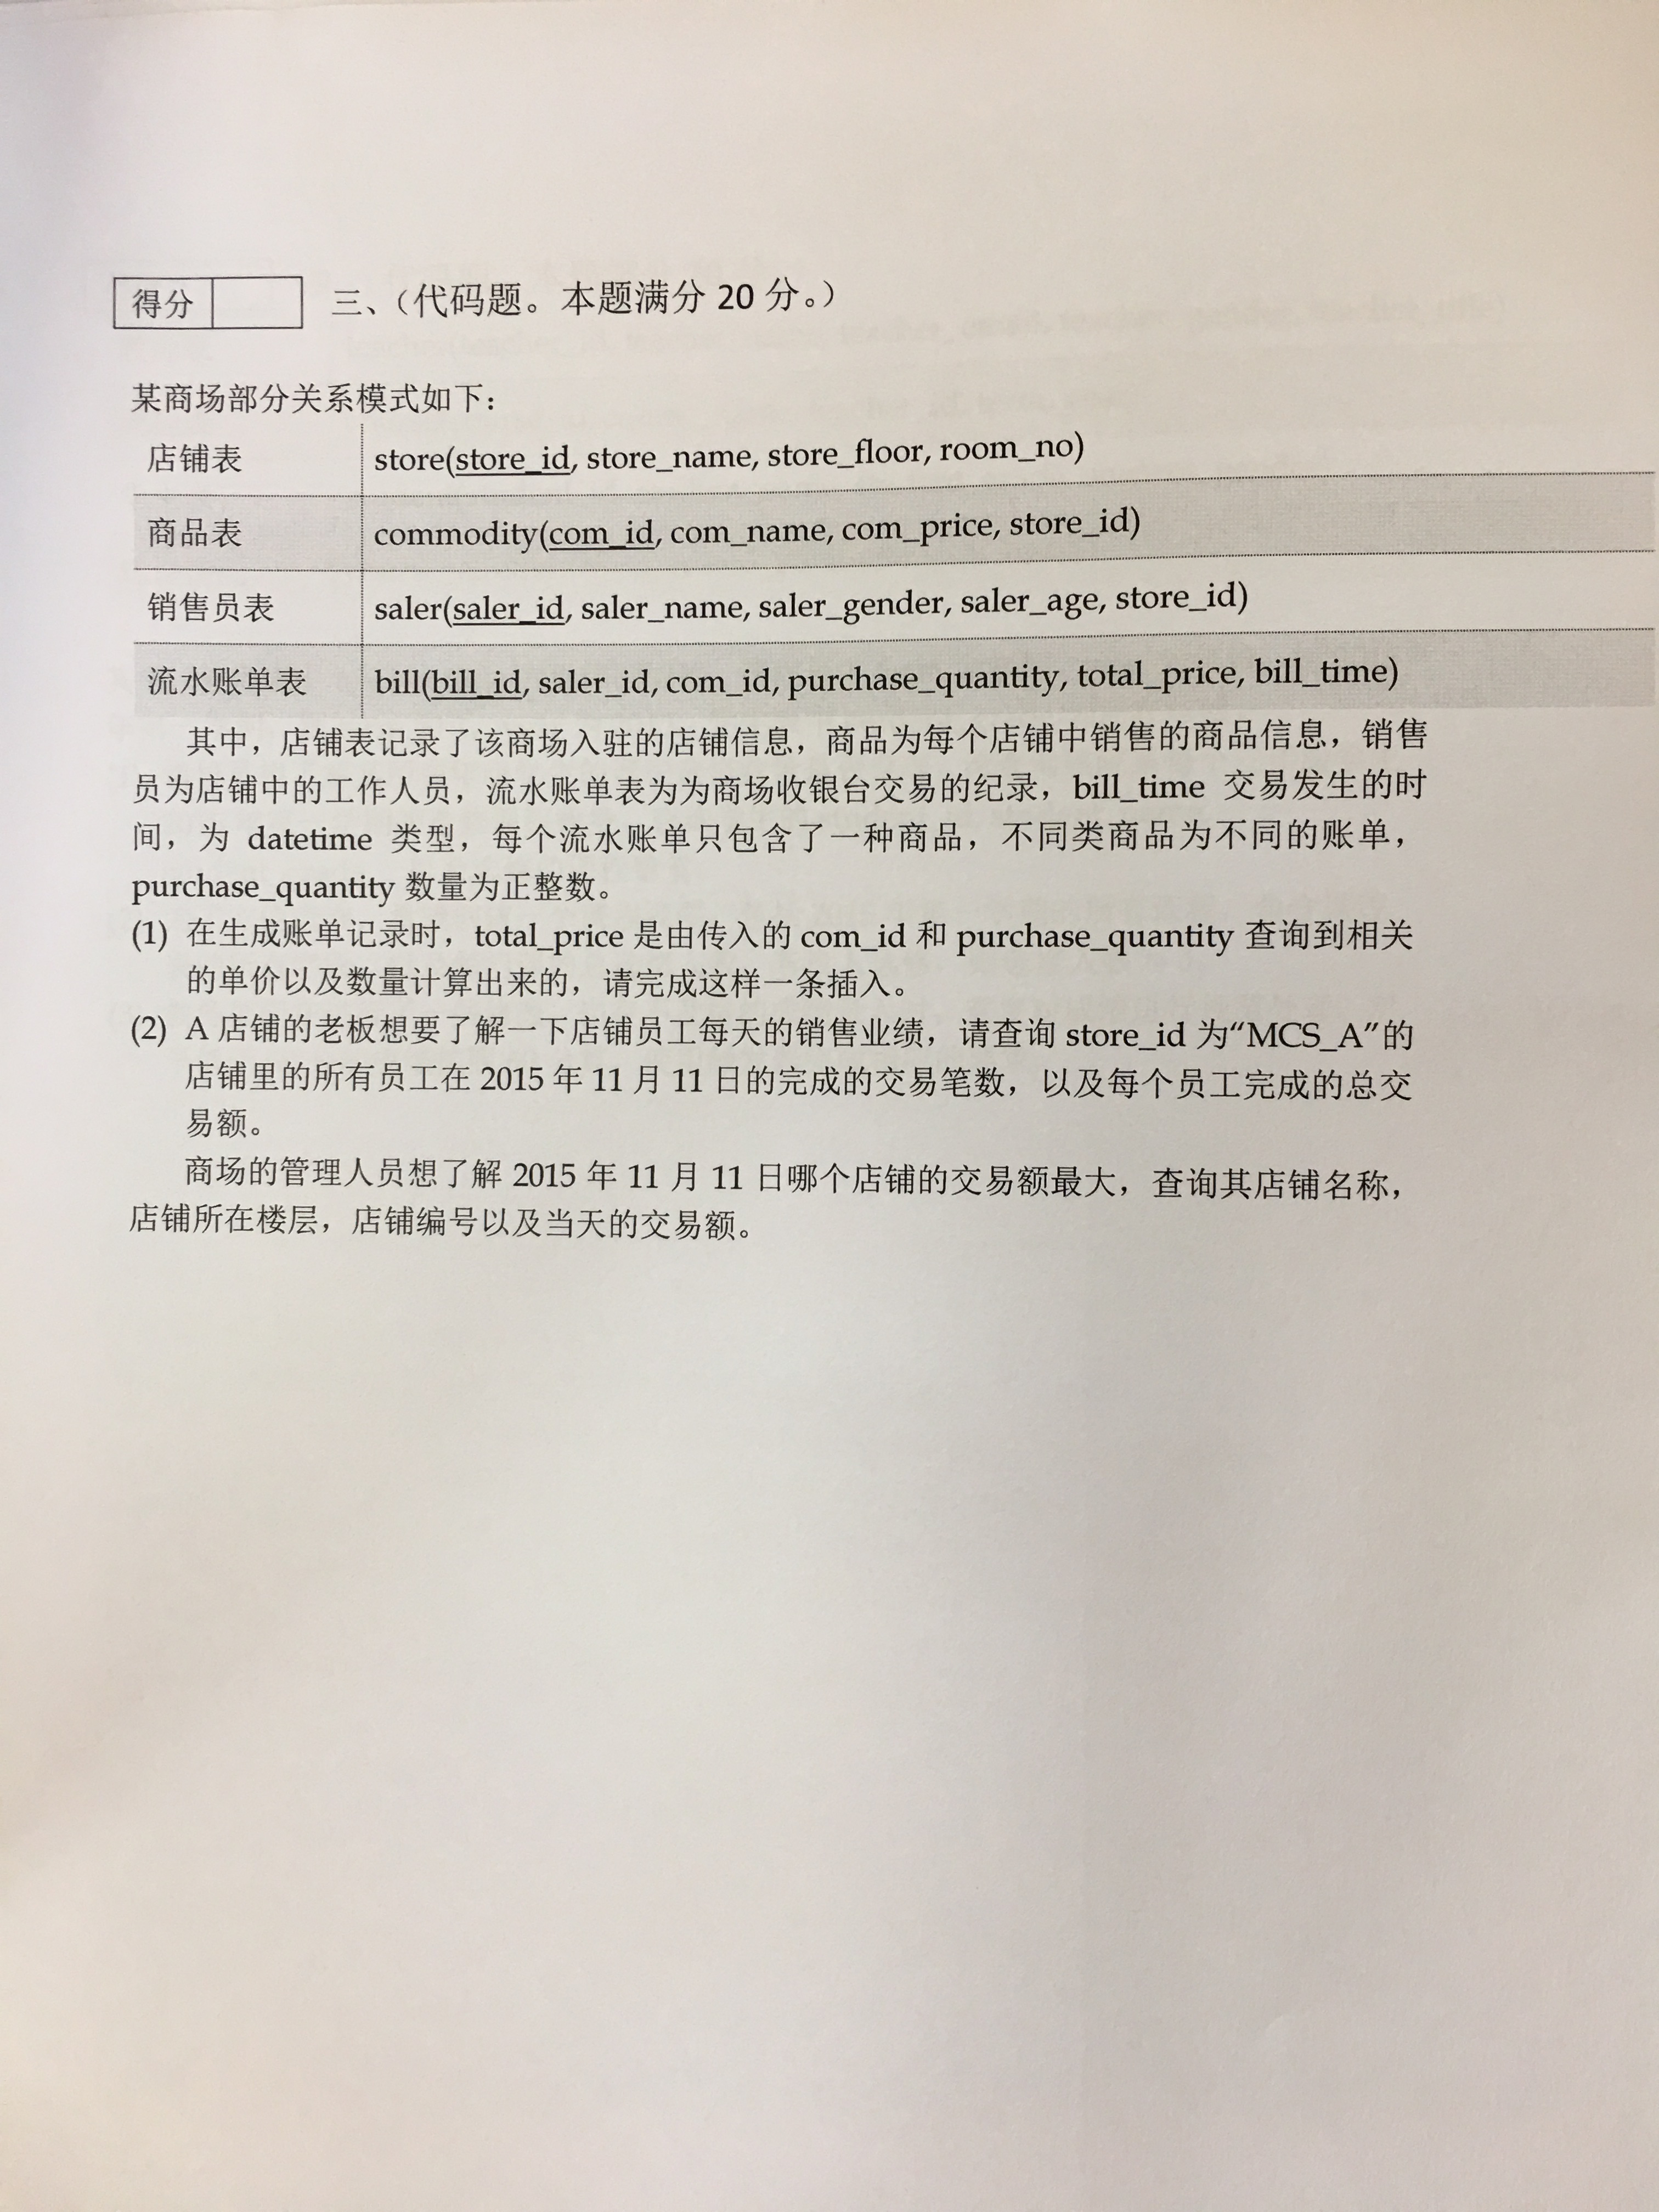 得分 三、（代码题。本题满分 20 分。）
某商场部分关系模式如下：
店铺表 store(store_id, store_name, store_floor, room_no)
商品表 commodity(com_id, com_name, com_price, store_id)
销售员表 saler(saler_id, saler_name, saler_gender, saler_age, store_id)
流水账单表 bill(bill_id, saler_id, com_id, purchase_quantity, total_price, bill_time)
其中，店铺表记录了该商场入驻的店铺信息，商品为每个店铺中销售的商品信息，销售
员为店铺中的工作人员，流水账单表为为商场收银台交易的纪录，bill_time 交易发生的时
间，为 datetime 类型，每个流水账单只包含了一种商品，不同类商品为不同的账单，
purchase_quantity 数量为正整数。
(1) 在生成账单记录时，total_price 是由传入的 com_id 和 purchase_quantity 查询到相关
的单价以及数量计算出来的，请完成这样一条插入。
(2) A 店铺的老板想要了解一下店铺员工每天的销售业绩，请查询 store_id 为“MCS_A”的
店铺里的所有员工在 2015 年 11 月 11 日的完成的交易笔数，以及每个员工完成的总交
易额。
商场的管理人员想了解 2015 年 11 月 11 日哪个店铺的交易额最大，查询其店铺名称，
店铺所在楼层，店铺编号以及当天的交易额。